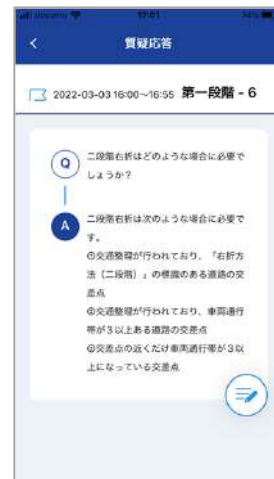 docomo
17:01
質疑応答
2022-03-03 16:00~16:55 第一段階 - 6
Q
二段階右折はどのような場合に必要で
しょうか?
A
二段階右折は次のような場合に必要で
す。
①交通整理が行われており、「右折方
法(二段階)」の標識のある道路の交
差点
②交通整理が行われており、車両通行
帯が3以上ある道路の交差点
③交差点の近くだけ車両通行帯が3以
上になっている交差点